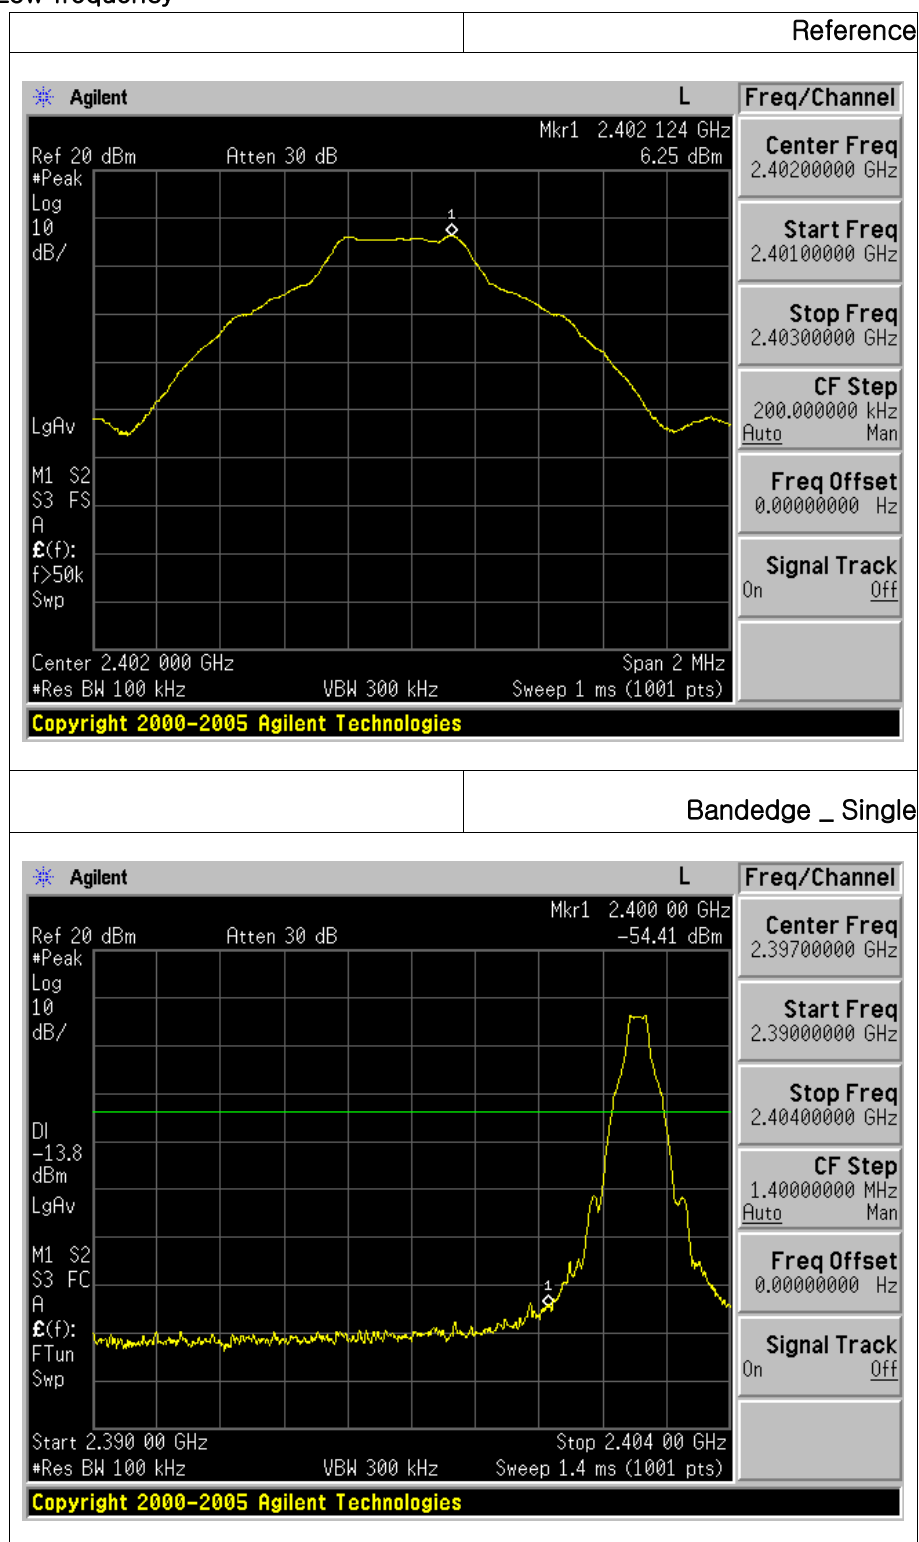 Low frequency
Reference
Agilent L Freq/Channel
Mkr1 2.402 124 GHz
Ref 20 dBm Atten 30 dB 6.25 dBm
#Peak
Log
10
dB/
1
LgAv
M1 S2
S3 FS
A
£(f):
f>50k
Swp
Center 2.402 000 GHz Span 2 MHz
#Res BW 100 kHz VBW 300 kHz Sweep 1 ms (1001 pts)
Center Freq
2.40200000 GHz
Start Freq
2.40100000 GHz
Stop Freq
2.40300000 GHz
CF Step
200.000000 kHz
Auto Man
Freq Offset
0.00000000 Hz
Signal Track
On Off
Copyright 2000-2005 Agilent Technologies
Bandedge _ Single
Agilent L Freq/Channel
Mkr1 2.400 00 GHz
Ref 20 dBm Atten 30 dB -54.41 dBm
#Peak
Log
10
dB/
DI
-13.8
dBm
LgAv
1
M1 S2
S3 FC
A
£(f):
FTun
Swp
Start 2.390 00 GHz Stop 2.404 00 GHz
#Res BW 100 kHz VBW 300 kHz Sweep 1.4 ms (1001 pts)
Center Freq
2.39700000 GHz
Start Freq
2.39000000 GHz
Stop Freq
2.40400000 GHz
CF Step
1.40000000 MHz
Auto Man
Freq Offset
0.00000000 Hz
Signal Track
On Off
Copyright 2000-2005 Agilent Technologies